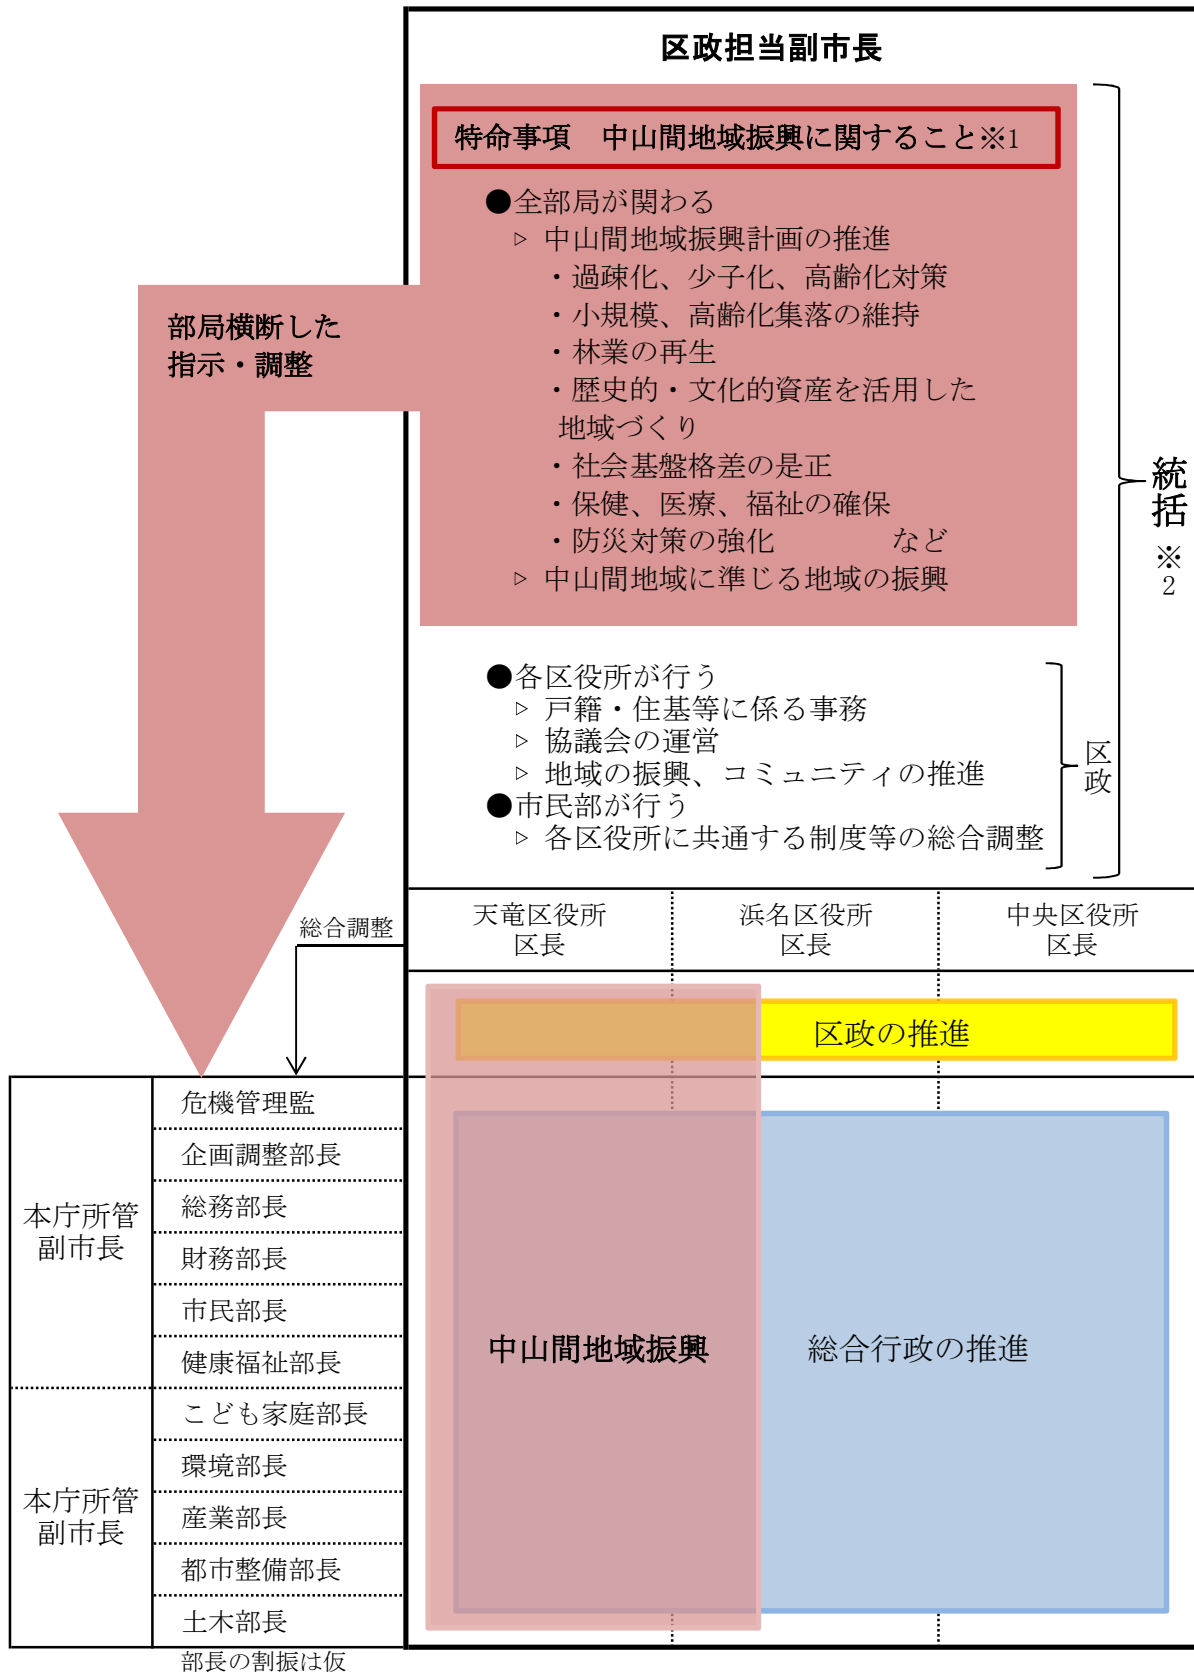 区政担当副市長
特命事項　中山間地域振興に関すること※1
●全部局が関わる
▷ 中山間地域振興計画の推進
・過疎化、少子化、高齢化対策
・小規模、高齢化集落の維持
・林業の再生
・歴史的・文化的資産を活用した
地域づくり
・社会基盤格差の是正
・保健、医療、福祉の確保
・防災対策の強化　　　　など
▷ 中山間地域に準じる地域の振興
部局横断した
指示・調整
統括
※2
●各区役所が行う
▷ 戸籍・住基等に係る事務
▷ 協議会の運営
▷ 地域の振興、コミュニティの推進
●市民部が行う
▷ 各区役所に共通する制度等の総合調整
区政
総合調整
天竜区役所
区長
浜名区役所
区長
中央区役所
区長
区政の推進
本庁所管
副市長
危機管理監
企画調整部長
総務部長
財務部長
市民部長
健康福祉部長
本庁所管
副市長
こども家庭部長
環境部長
産業部長
都市整備部長
土木部長
中山間地域振興
総合行政の推進
部長の割振は仮